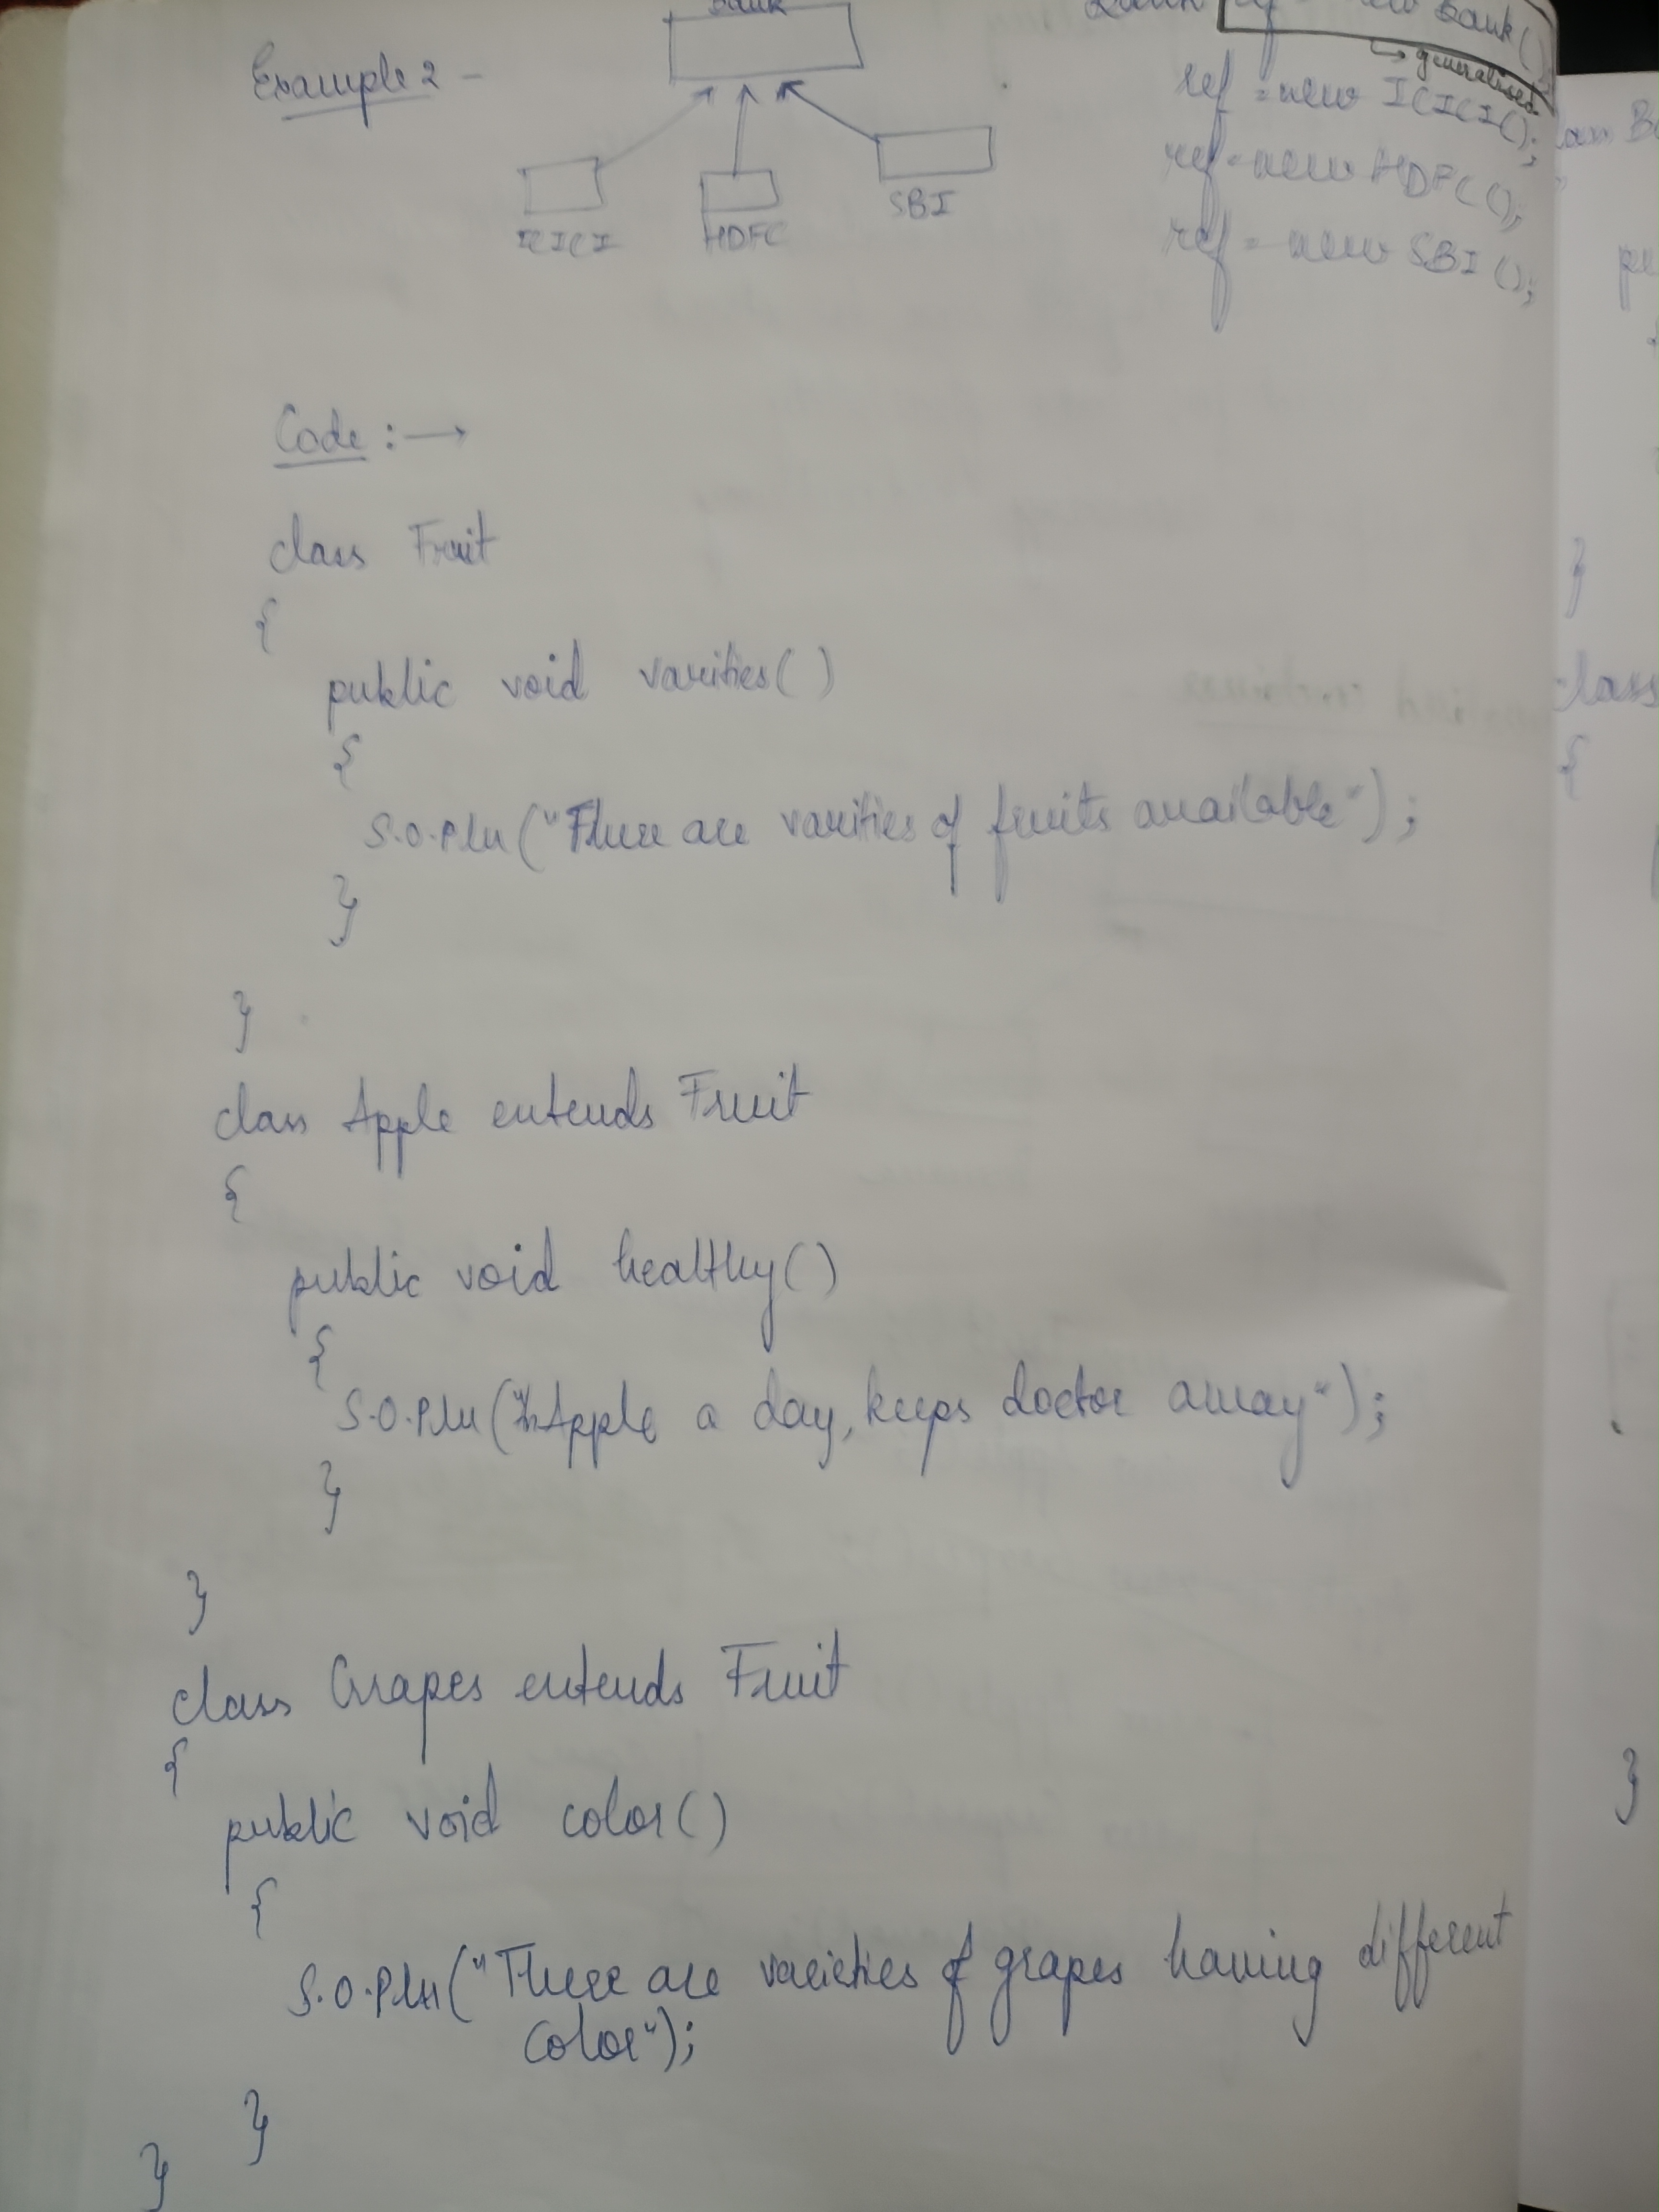 Bank
Example 2 -
new Bank()
→ generalised
ref = new ICICI();
ref = new HDFC();
ref = new SBI();
ICICI
HDFC
SBI
Code :→
class Fruit
{
public void varities()
{
S.O.Pln("There are varities of fruits available");
}
}
class Apple extends Fruit
{
public void healthy()
{
S.O.Pln("An Apple a day, keeps doctor away");
}
}
class Grapes extends Fruit
{
public void color()
{
S.O.Pln("There are varieties of grapes having different
color");
}
}
}
class
{
}